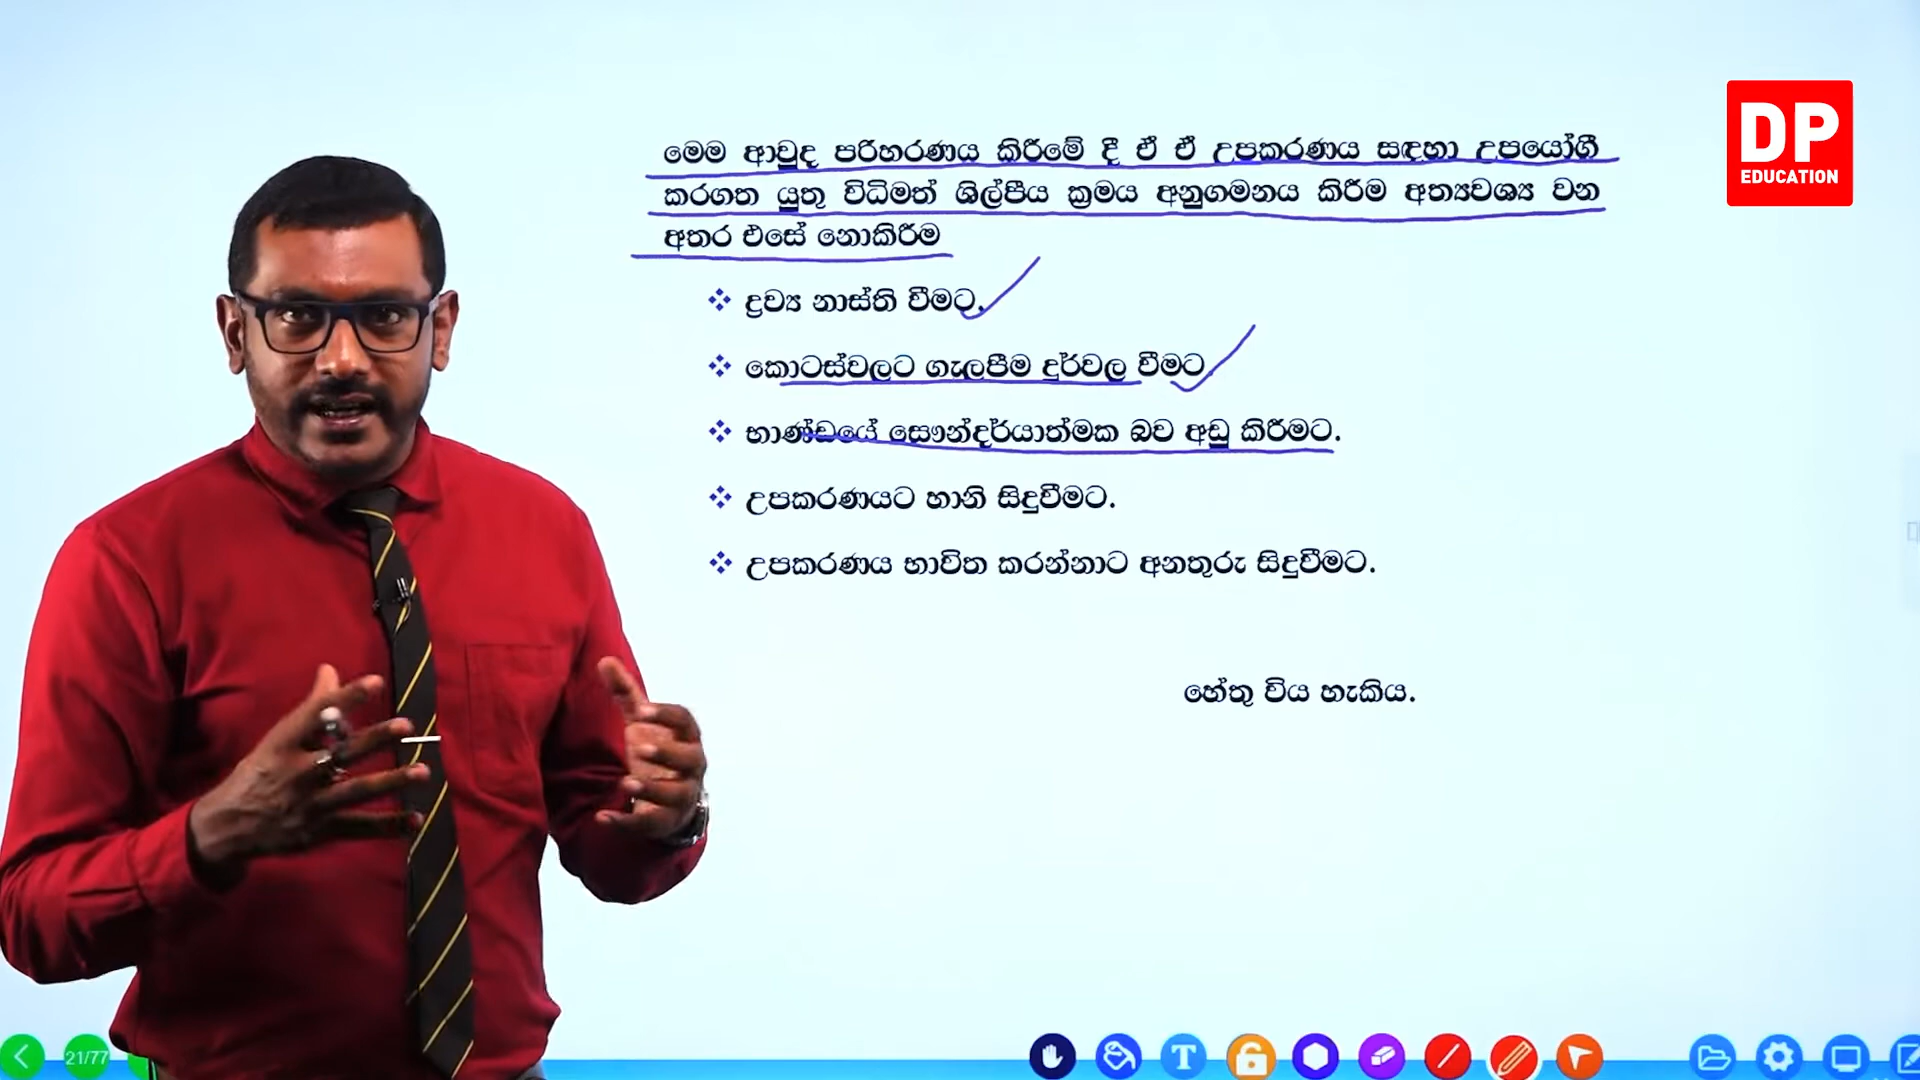 DP
EDUCATION
මෙම ආවුද පරිහරණය කිරිමේ දී ඒ ඒ උපකරණය සඳහා උපයෝගී
කරගත යුතු විධිමත් ශිල්පීය ක්‍රමය අනුගමනය කිරීම අත්‍යවශ්‍ය වන
අතර එසේ නොකිරීම
❖ ද්‍රව්‍ය නාස්ති වීමට.
❖ කොටස්වලට ගැලපීම දුර්වල වීමට
❖ භාණ්ඩයේ සෞන්දර්යාත්මක බව අඩු කිරීමට.
❖ උපකරණයට හානි සිදුවීමට.
❖ උපකරණය භාවිත කරන්නාට අනතුරු සිදුවීමට.
හේතු විය හැකිය.
21/77
T